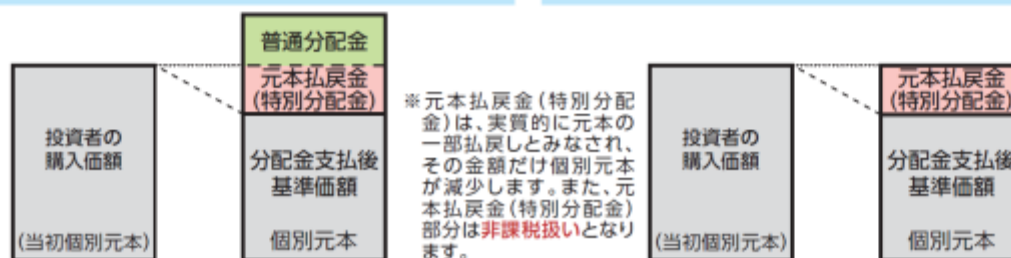 普通分配金
元本払戻金
(特別分配金)
投資者の
購入価額
(当初個別元本)
分配金支払後
基準価額
個別元本
※元本払戻金(特別分配
金)は、実質的に元本の
一部払戻しとみなされ、
その金額だけ個別元本
が減少します。また、元
本払戻金(特別分配金)
部分は非課税扱いとなり
ます。
投資者の
購入価額
(当初個別元本)
元本払戻金
(特別分配金)
分配金支払後
基準価額
個別元本